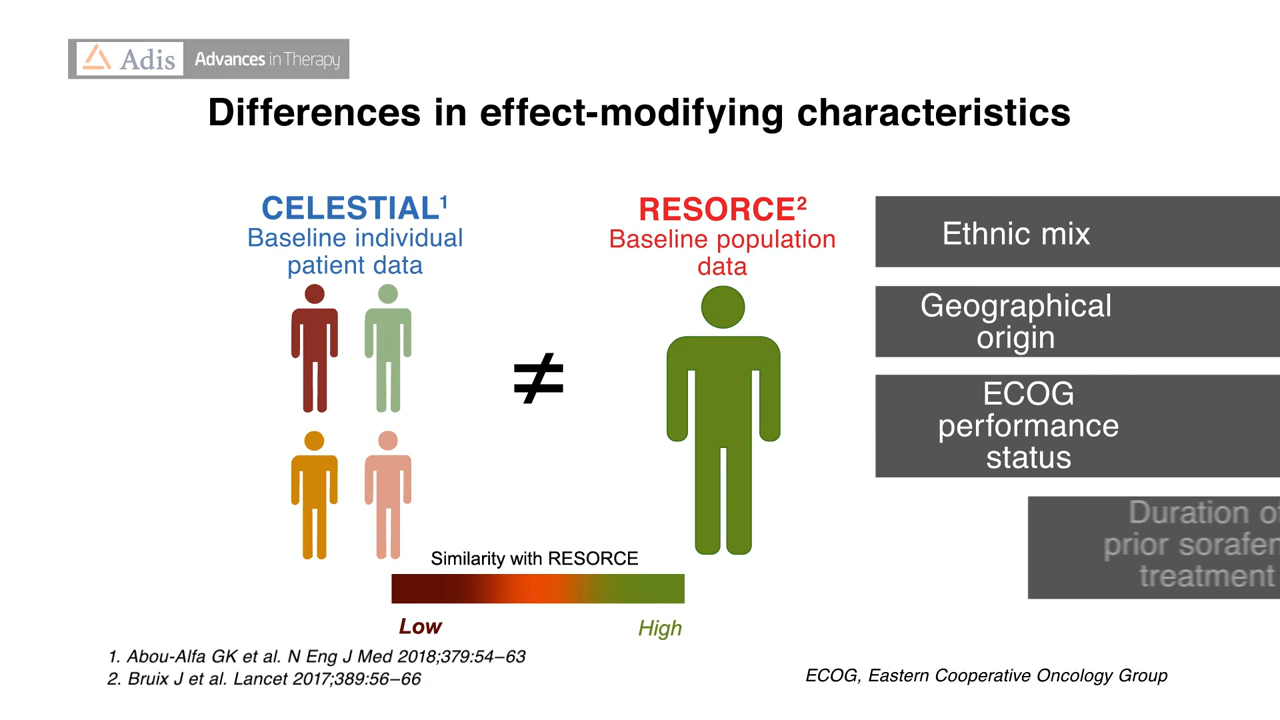 Adis Advances in Therapy
Differences in effect-modifying characteristics
CELESTIAL1
Baseline individual
patient data
RESORCE2
Baseline population
data
≠
Similarity with RESORCE
Low
High
Ethnic mix
Geographical
origin
ECOG
performance
status
Duration
prior
treatment
1. Abou-Alfa GK et al. N Eng J Med 2018;379:54–63
2. Bruix J et al. Lancet 2017;389:56–66
ECOG, Eastern Cooperative Oncology Group